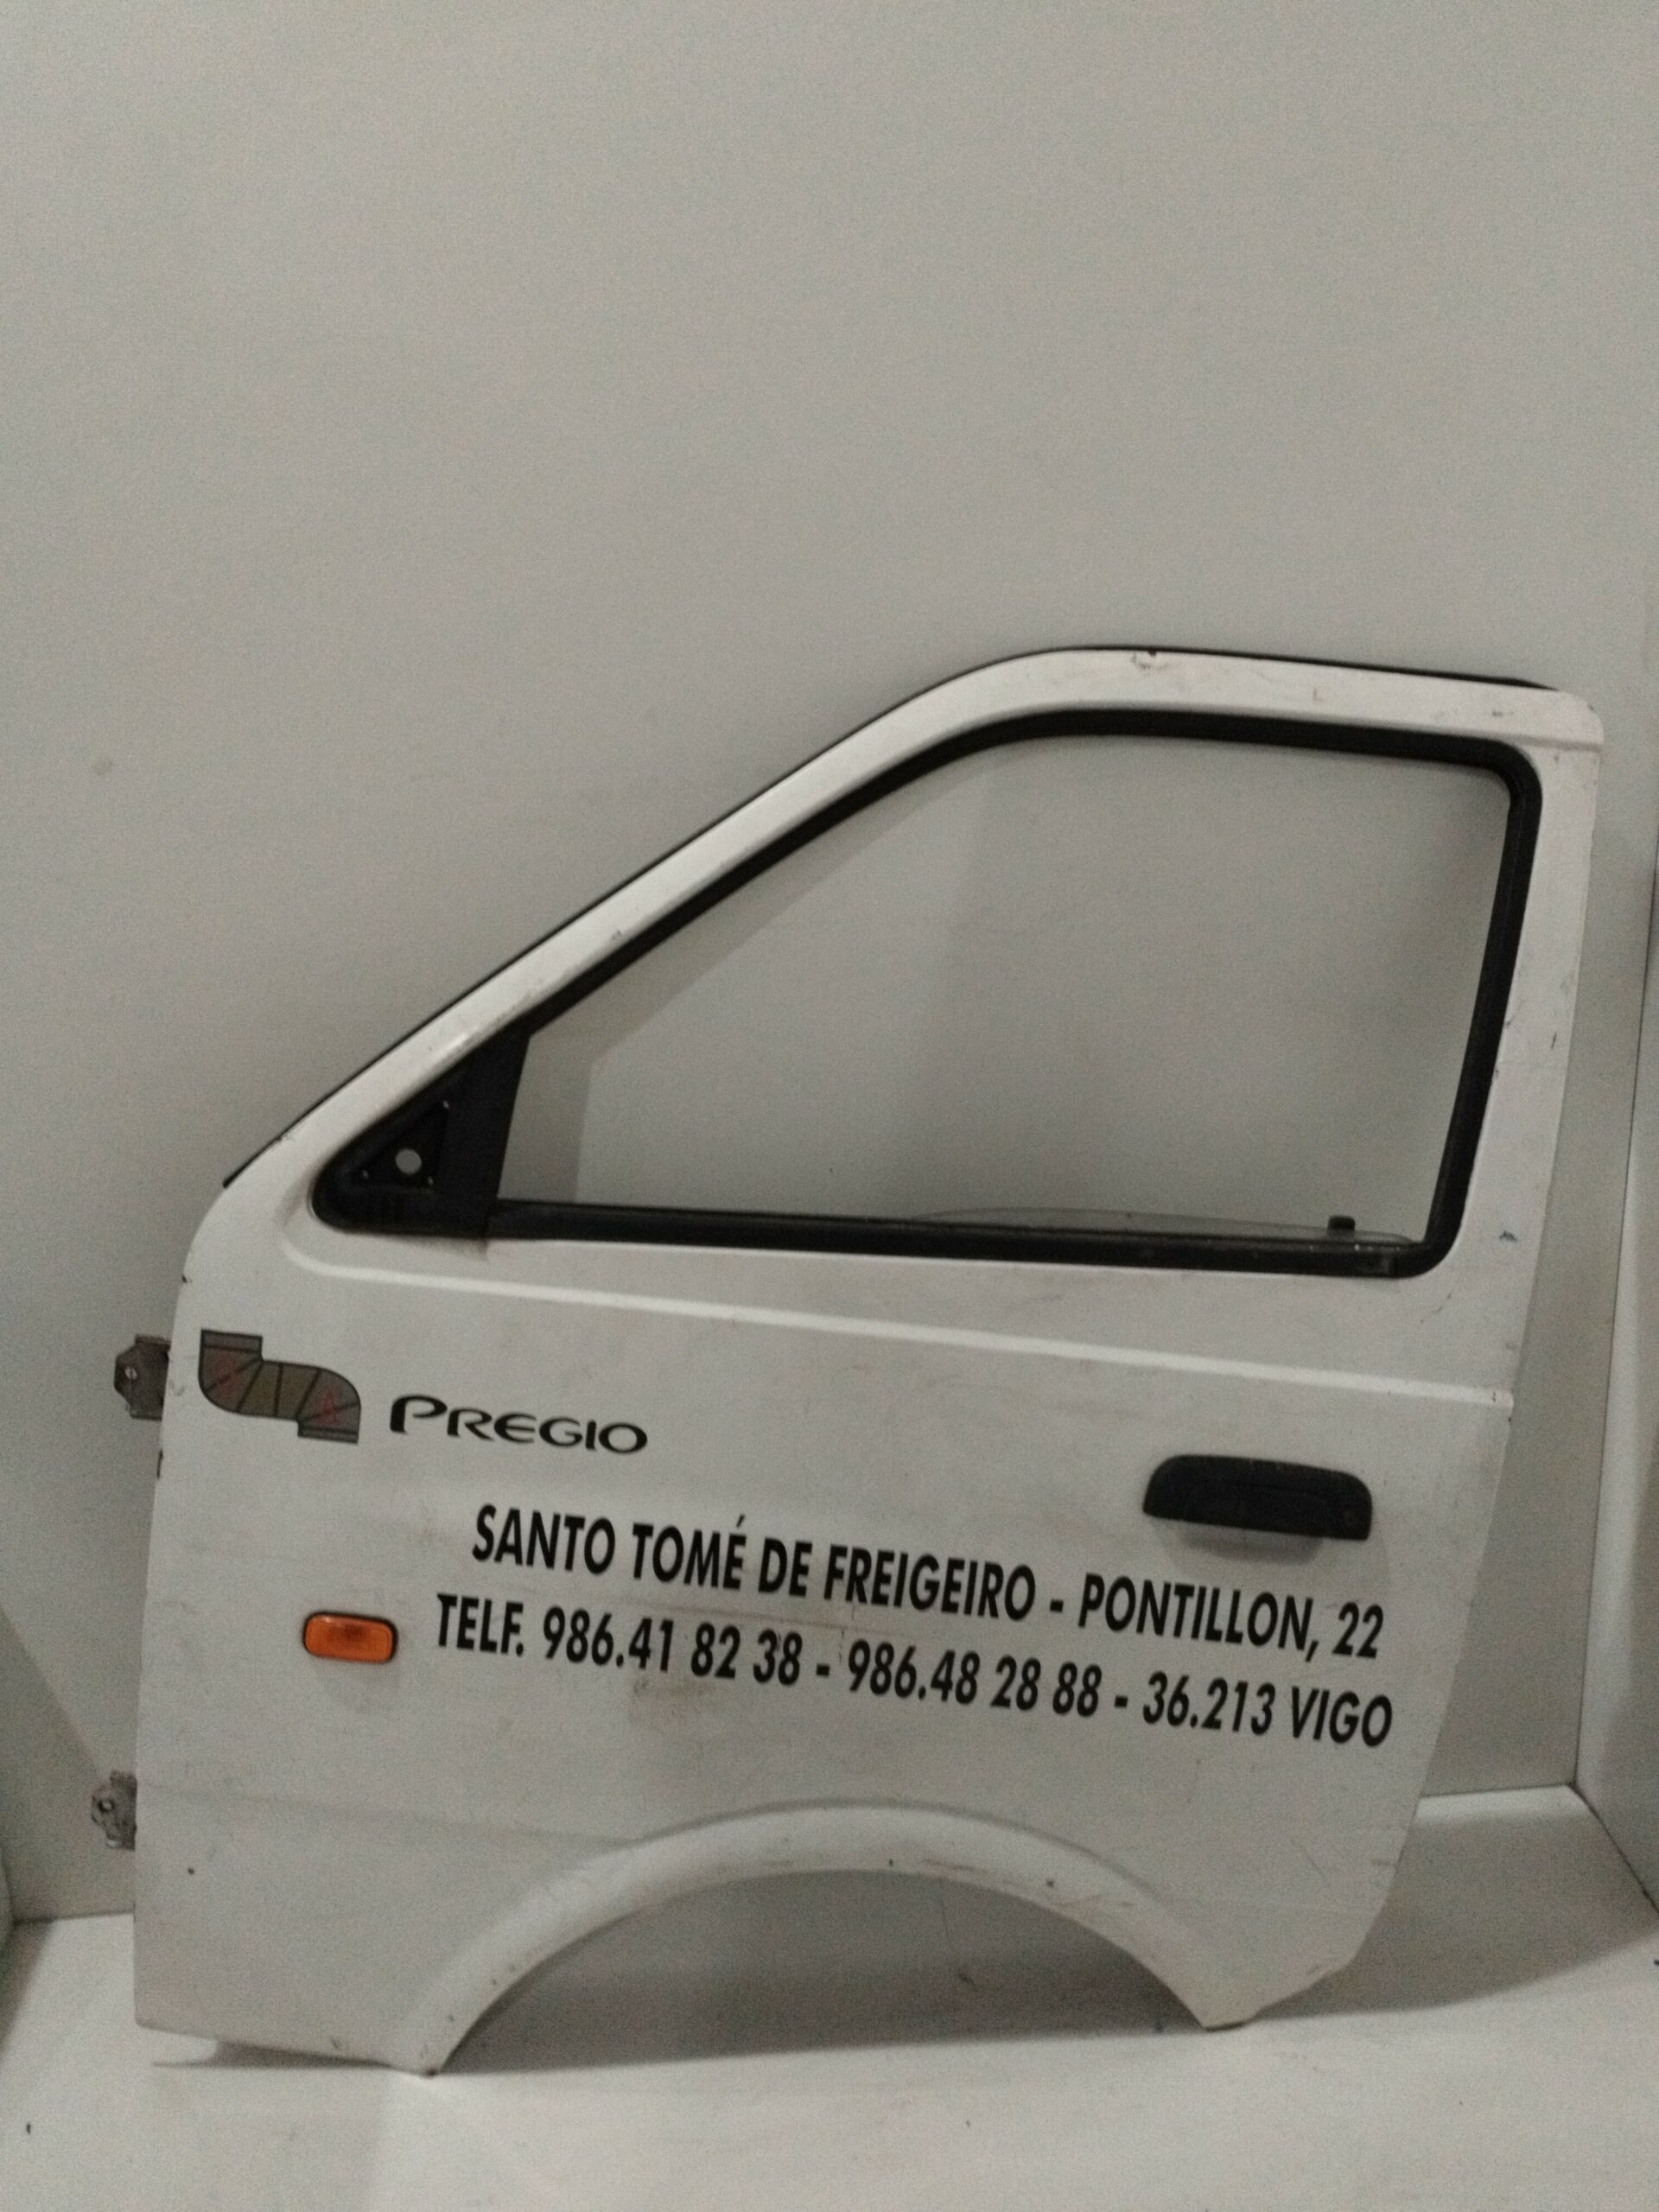 PREGIO
SANTO TOMÉ DE FREIGEIRO - PONTILLON, 22
TELF. 986.41 82 38 - 986.48 28 88 - 36.213 VIGO